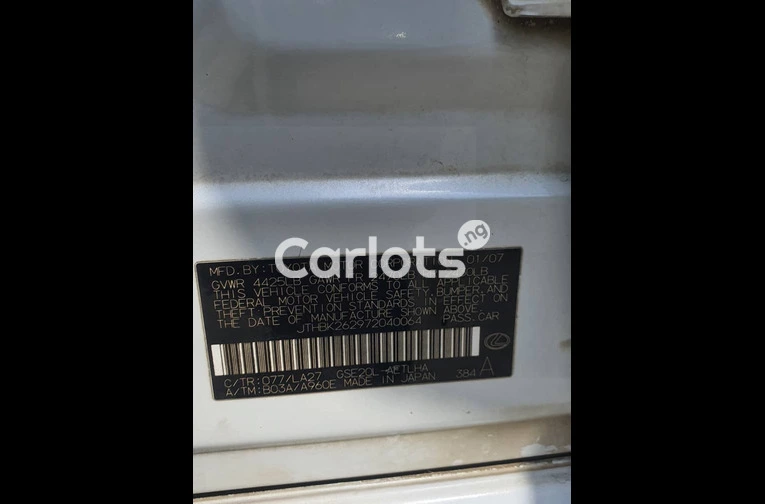 Carlots
.ng
MFD. BY: MOTOR 01/07
GVWR 4425LB GAWR
THIS VEHICLE CONFORMS TO ALL APPLICABLE
FEDERAL MOTOR VEHICLE SAFETY, BUMPER, AND
THEFT PREVENTION STANDARDS IN EFFECT ON
THE DATE OF MANUFACTURE SHOWN ABOVE.
JTHBK262972040064 PASS.CAR
C/TR:077/LA27 GSE20L-AETLHA 384 A
A/TM:B03A/A960E MADE IN JAPAN